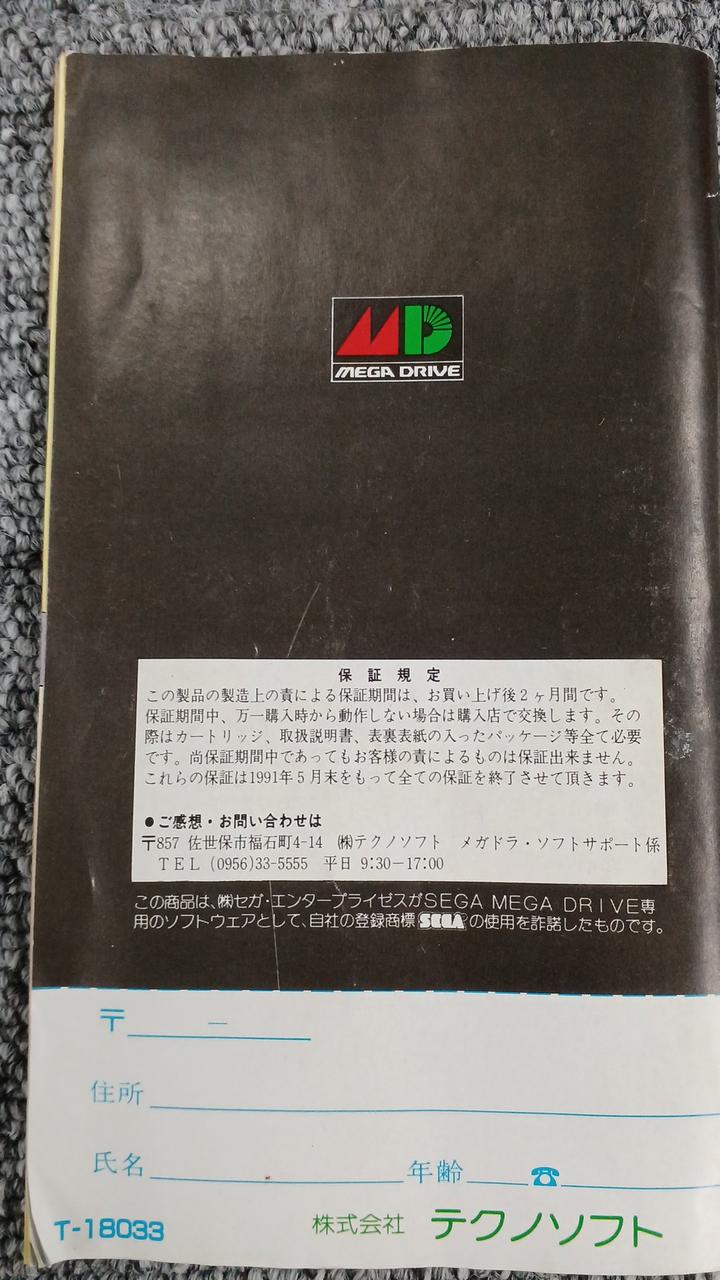 MD
MEGA DRIVE
保証規定
この製品の製造上の責による保証期間は、お買い上げ後２ヶ月間です。
保証期間中、万一購入時から動作しない場合は購入店で交換します。その
際はカートリッジ、取扱説明書、表裏表紙の入ったパッケージ等全て必要
です。尚保証期間中であってもお客様の責によるものは保証出来ません。
これらの保証は1991年５月末をもって全ての保証を終了させて頂きます。
●ご感想・お問い合わせは
〒857 佐世保市福石町4-14 ㈱テクノソフト メガドラ・ソフトサポート係
ＴＥＬ (0956)33-5555 平日 9:30－17:00
この商品は、㈱セガ・エンタープライゼスがSEGA MEGA DRIVE専
用のソフトウェアとして、自社の登録商標SEGA®の使用を許諾したものです。
〒 －
住所
氏名 年齢 ☎
T-18033 株式会社 テクノソフト